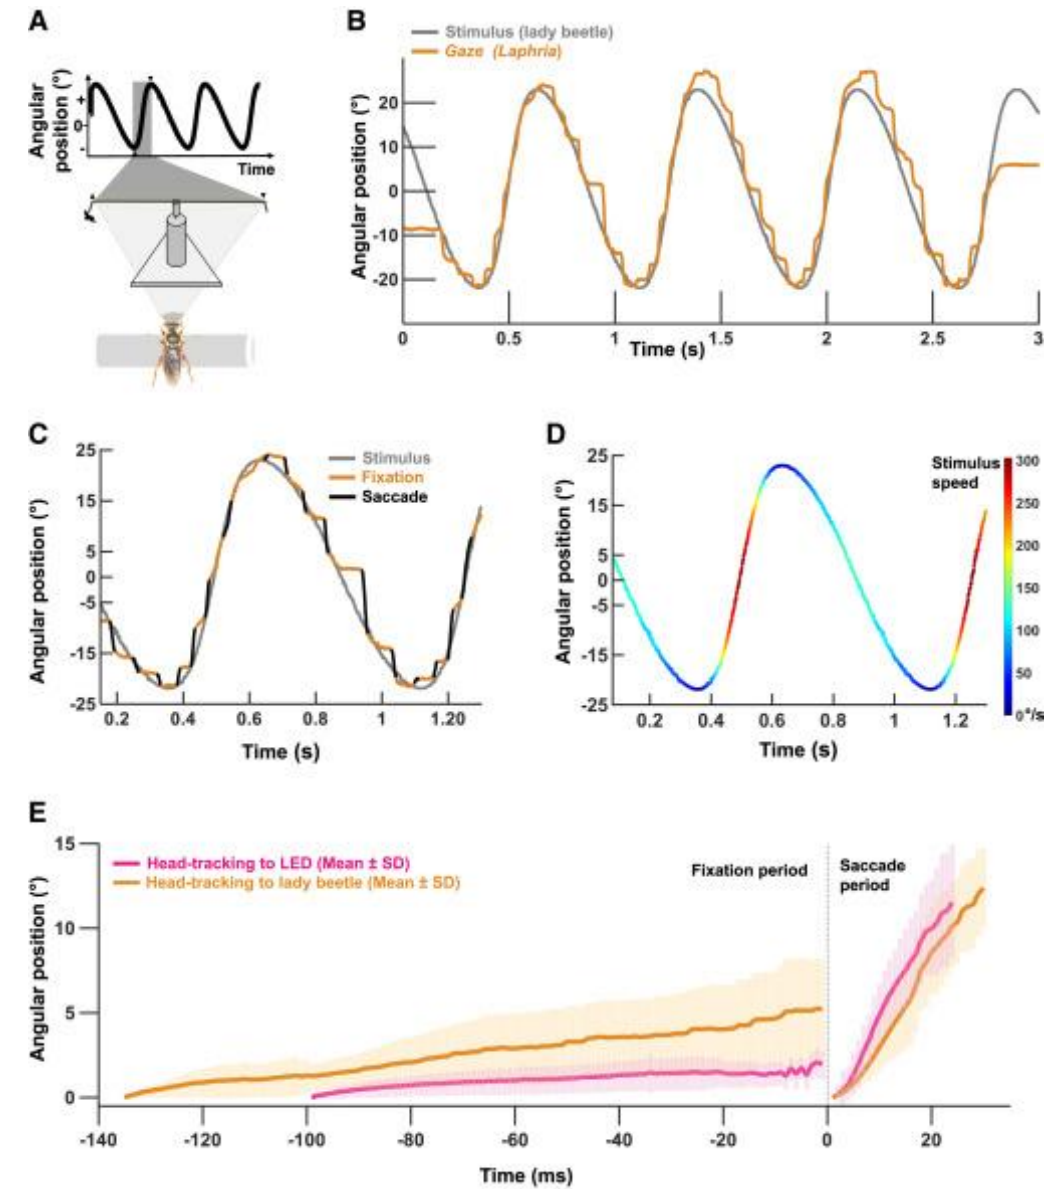 A
Angular
position (°)
+
0
-
Time
B
Stimulus (lady beetle)
Gaze (Laphria)
Angular position (°)
20
10
0
-10
-20
0
0.5
1
1.5
2
2.5
3
Time (s)
C
Stimulus
Fixation
Saccade
Angular position (°)
25
15
5
0
-5
-15
-25
0.2
0.4
0.6
0.8
1
1.20
Time (s)
D
Stimulus
speed
Angular position (°)
25
15
5
0
-5
-15
-25
0.2
0.4
0.6
0.8
1
1.2
Time (s)
300
250
200
150
100
50
0°/s
E
Head-tracking to LED (Mean ± SD)
Head-tracking to lady beetle (Mean ± SD)
Fixation period
Saccade
period
Angular position (°)
15
10
5
0
-140
-120
-100
-80
-60
-40
-20
0
20
Time (ms)